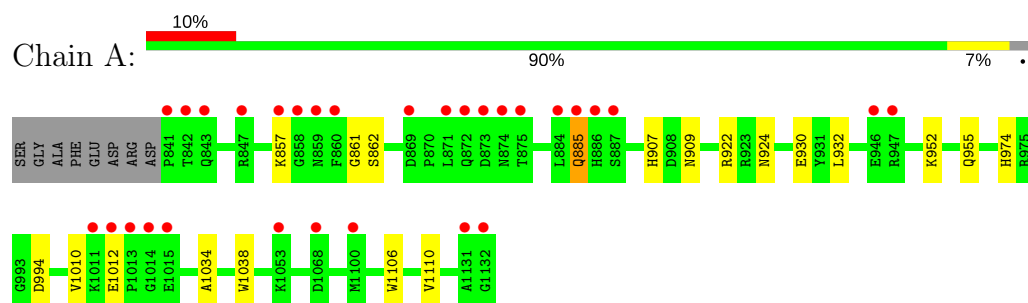 10%
Chain A:
90% 7% .
SER GLY ALA PHE GLU ASP ARG ASP P841 T842 Q843 R847 K857 G858 N859 F860 G861 S862 D869 P870 L871 Q872 D873 N874 T875 L884 Q885 H886 S887 H907 D908 N909 R922 R923 N924 E930 Y931 L932 E946 R947 K952 Q955 H974 R975
G993 D994 V1010 K1011 E1012 P1013 G1014 E1015 A1034 W1038 K1053 D1068 M1100 W1106 V1110 A1131 G1132